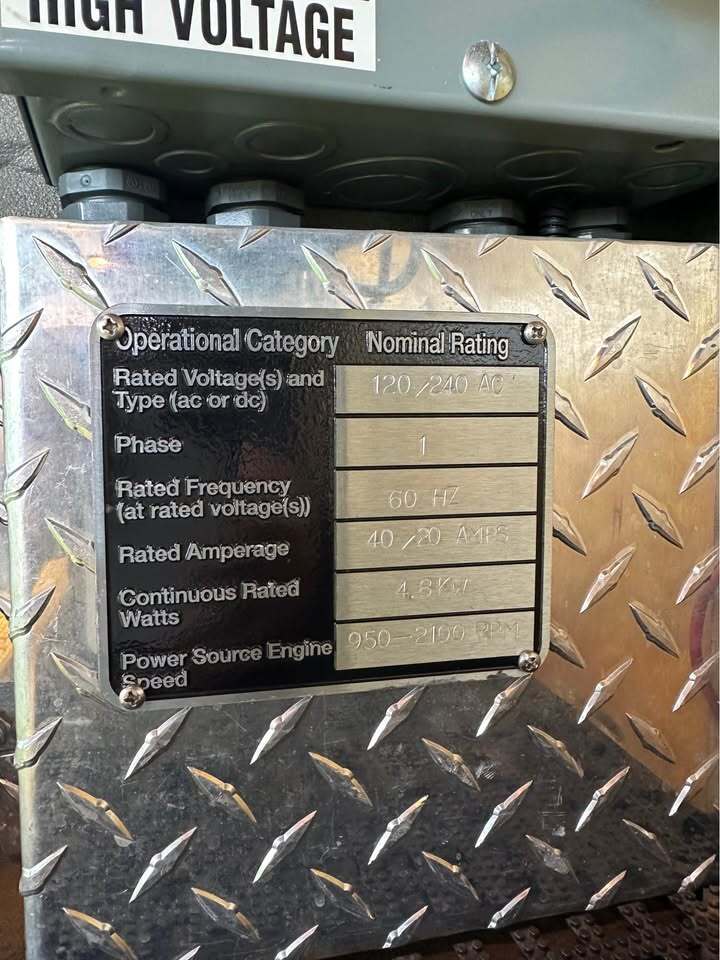 HIGH VOLTAGE
Operational Category Nominal Rating
Rated Voltage(s) and
Type (ac or dc) 120/240 AC
Phase 1
Rated Frequency
(at rated voltage(s)) 60 HZ
Rated Amperage 40/20 AMPS
Continuous Rated
Watts 4.8KW
Power Source Engine
Speed 950-2100 RPM